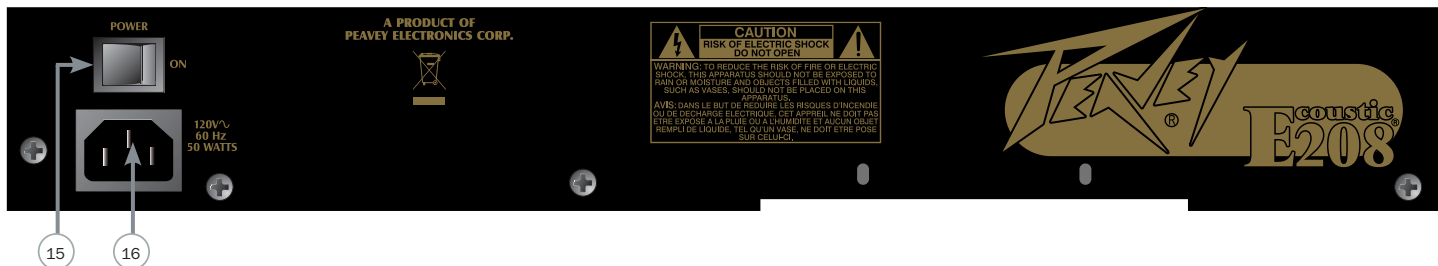 POWER
ON
120V∿
60 Hz
50 WATTS
15
16
A PRODUCT OF
PEAVEY ELECTRONICS CORP.
CAUTION
RISK OF ELECTRIC SHOCK
DO NOT OPEN
WARNING: TO REDUCE THE RISK OF FIRE OR ELECTRIC
SHOCK, THIS APPARATUS SHOULD NOT BE EXPOSED TO
RAIN OR MOISTURE AND OBJECTS FILLED WITH LIQUIDS,
SUCH AS VASES, SHOULD NOT BE PLACED ON THIS
APPARATUS.
AVIS: DANS LE BUT DE REDUIRE LES RISQUES D'INCENDIE
OU DE DECHARGE ELECTRIQUE, CET APPREIL NE DOIT PAS
ETRE EXPOSE A LA PLUIE OU A L'HUMIDITE ET AUCUN OBJET
REMPLI DE LIQUIDE, TEL QU'UN VASE, NE DOIT ETRE POSE
SUR CELUI-CI.
PEAVEY®
Ecoustic®
E208